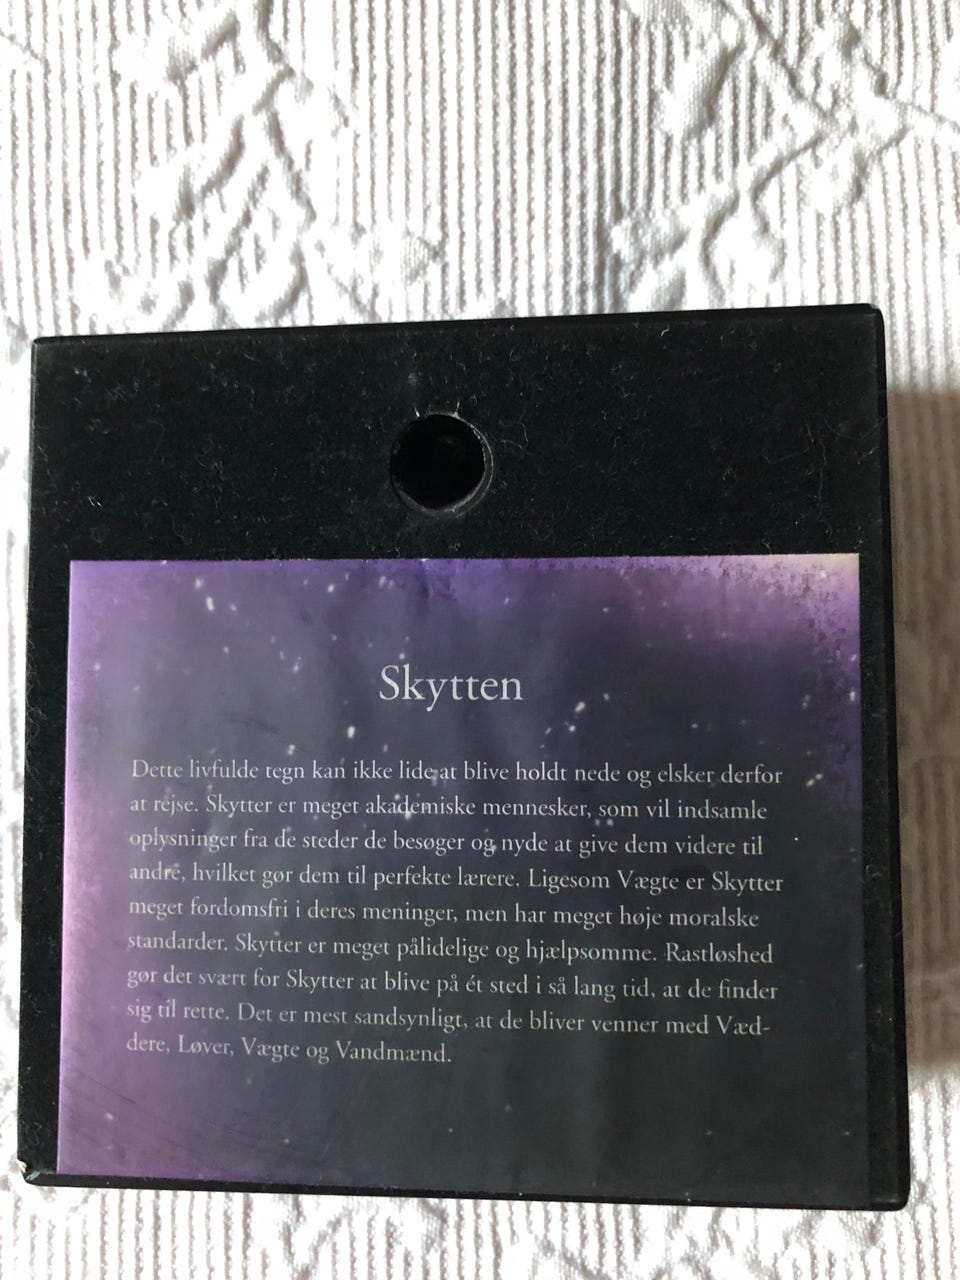 Skytten
Dette livfulde tegn kan ikke lide at blive holdt nede og elsker derfor
at rejse. Skytter er meget akademiske mennesker, som vil indsamle
oplysninger fra de steder de besøger og nyde at give dem videre til
andre, hvilket gør dem til perfekte lærere. Ligesom Vægte er Skytter
meget fordomsfri i deres meninger, men har meget høje moralske
standarder. Skytter er meget pålidelige og hjælpsomme. Rastløshed
gør det svært for Skytter at blive på ét sted i så lang tid, at de finder
sig til rette. Det er mest sandsynligt, at de bliver venner med Væd-
dere, Løver, Vægte og Vandmænd.